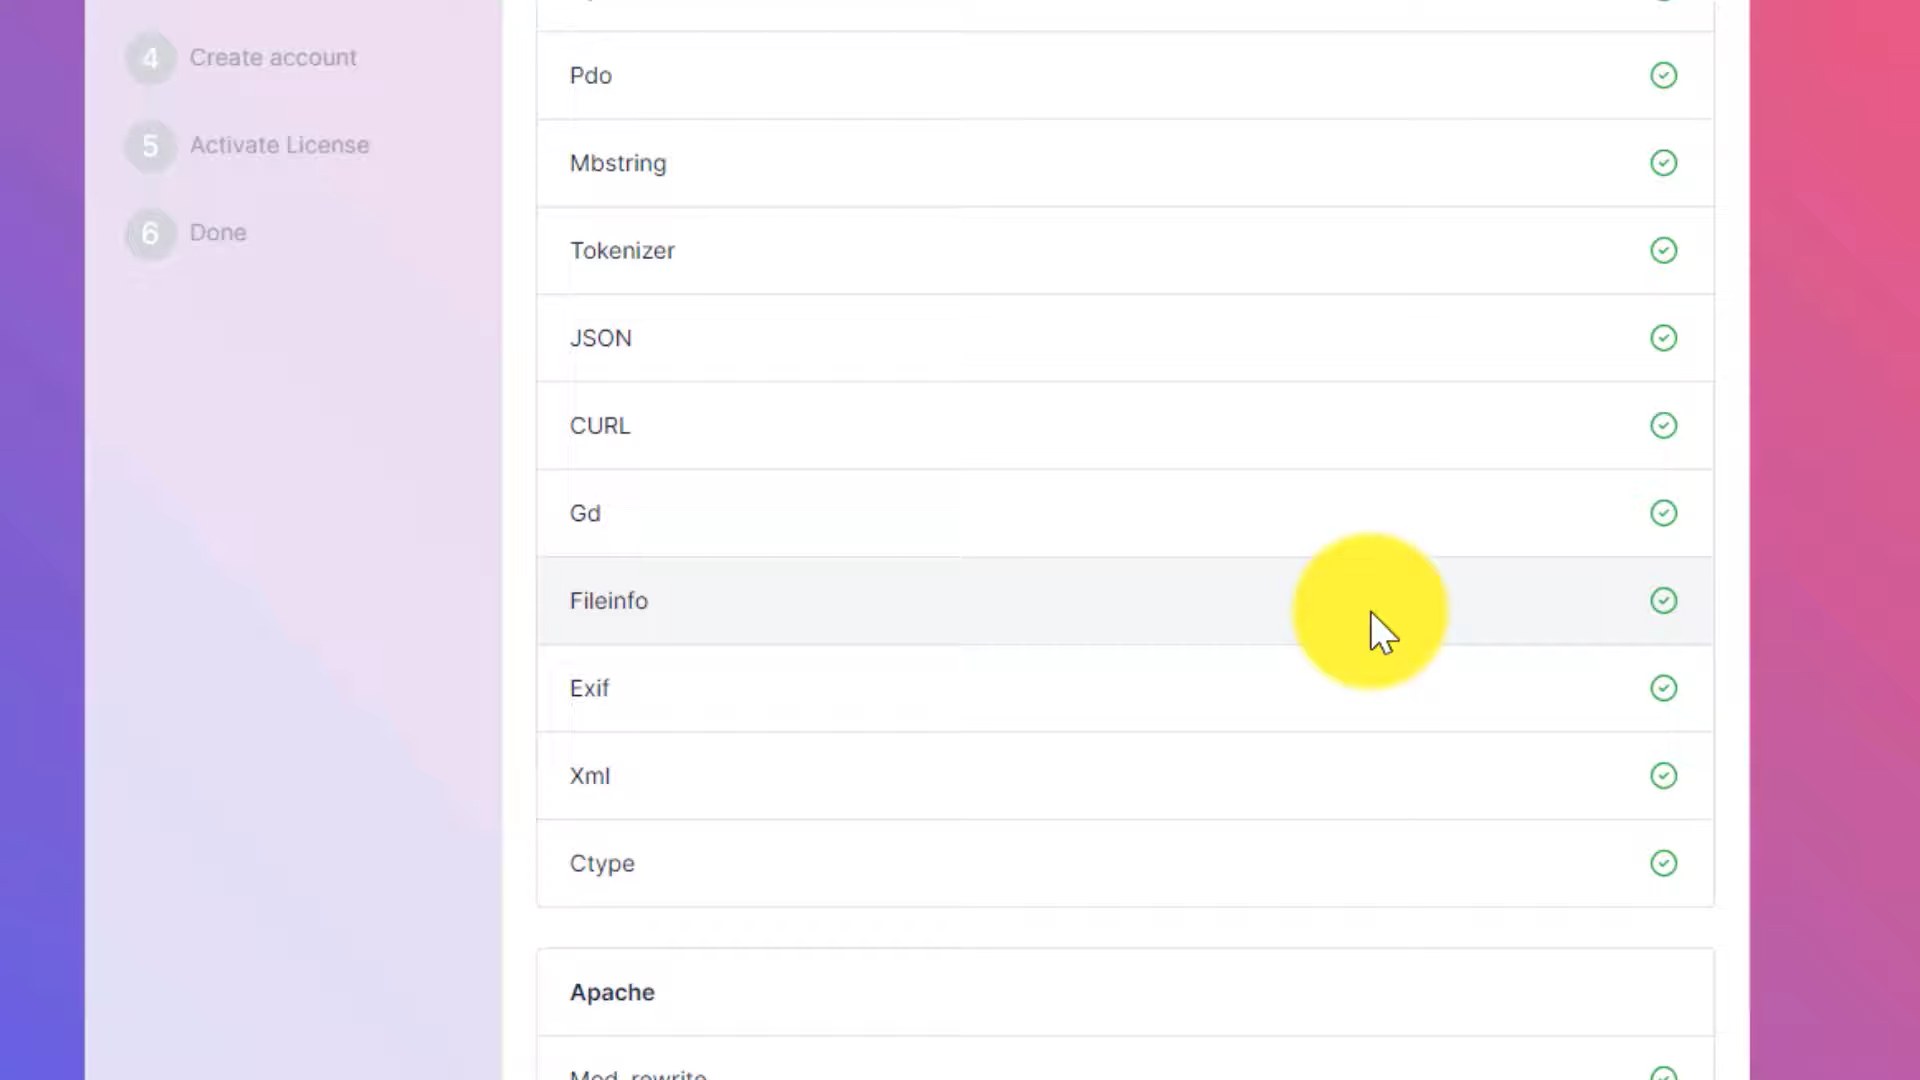 4 Create account
5 Activate License
6 Done
Pdo
Mbstring
Tokenizer
JSON
CURL
Gd
Fileinfo
Exif
Xml
Ctype
Apache
Mod_rewrite